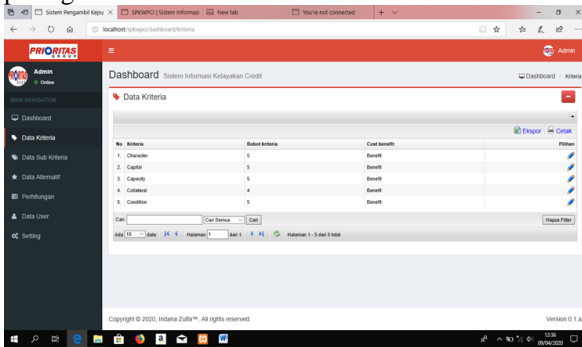 Sistem Pengambil Kepu
SPKWPCI | Sistem Informasi
New tab
You're not connected
localhost/spkwpci/dashboard/kriteria
PRIORITAS
GROUP
Admin
Admin
Online
Dashboard Sistem Informasi Kelayakan Credit
Dashboard Kriteria
MAIN NAVIGATION
Dashboard
Data Kriteria
Data Sub Kriteria
Data Alternatif
Perhitungan
Data User
Setting
Data Kriteria
Ekspor Cetak
No Kriteria Bobot kriteria Cost benefit Pilihan
1. Character 5 Benefit
2. Capital 5 Benefit
3. Capacity 5 Benefit
4. Collateral 4 Benefit
5. Condition 5 Benefit
Cari Cari Semua Cari Hapus Filter
Ada 10 data Halaman 1 dari 1 Halaman 1 - 5 dari 5 total
Copyright © 2020, Indana Zulfa™. All rights reserved.
Version 0.1.a
12:36
09/04/2020